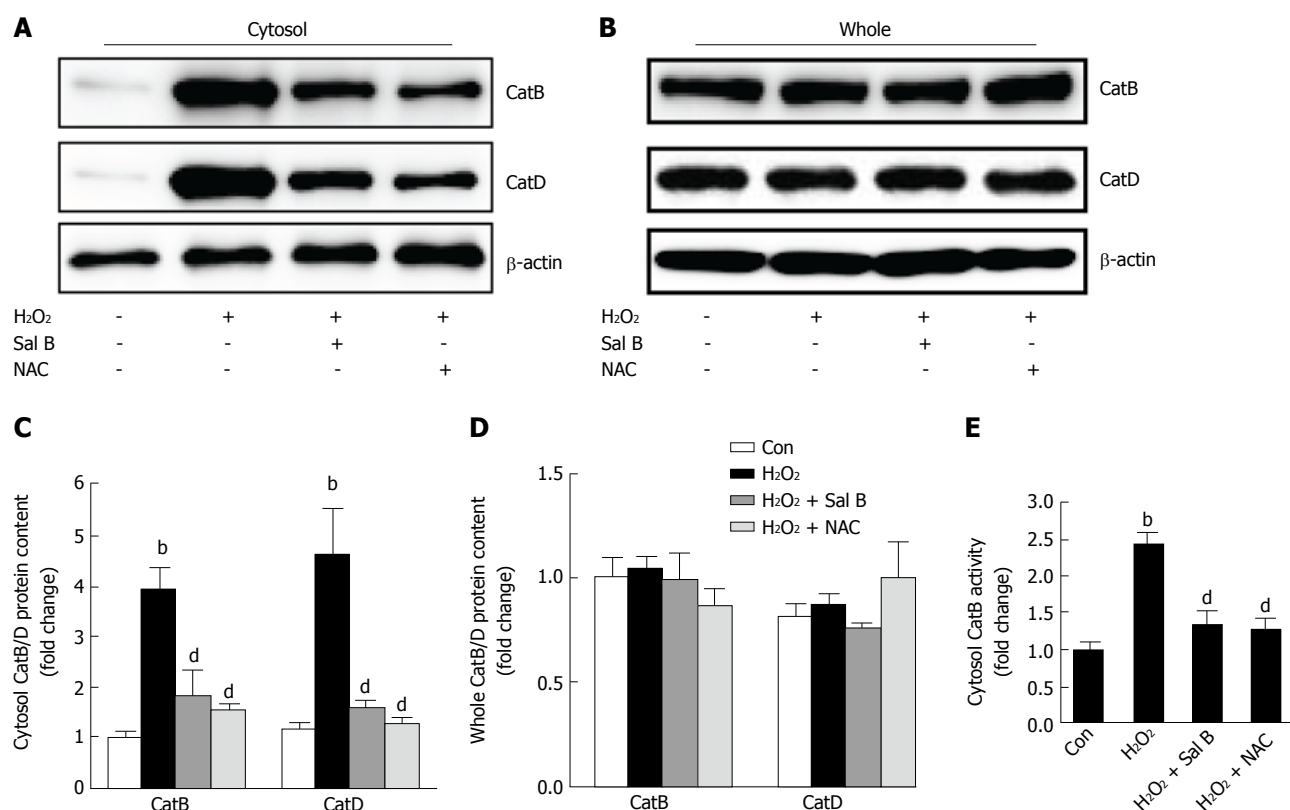 A
Cytosol
CatB
CatD
β-actin
H₂O₂ - + + +
Sal B - - + -
NAC - - - +
B
Whole
CatB
CatD
β-actin
H₂O₂ - + + +
Sal B - - + -
NAC - - - +
C
Cytosol CatB/D protein content
(fold change)
6
5
4
3
2
1
0
b
d
d
b
d
d
CatB
CatD
D
Whole CatB/D protein content
(fold change)
1.5
1.0
0.5
0.0
Con
H₂O₂
H₂O₂ + Sal B
H₂O₂ + NAC
CatB
CatD
E
Cytosol CatB activity
(fold change)
3.0
2.5
2.0
1.5
1.0
0.5
0.0
b
d
d
Con
H₂O₂
H₂O₂ + Sal B
H₂O₂ + NAC